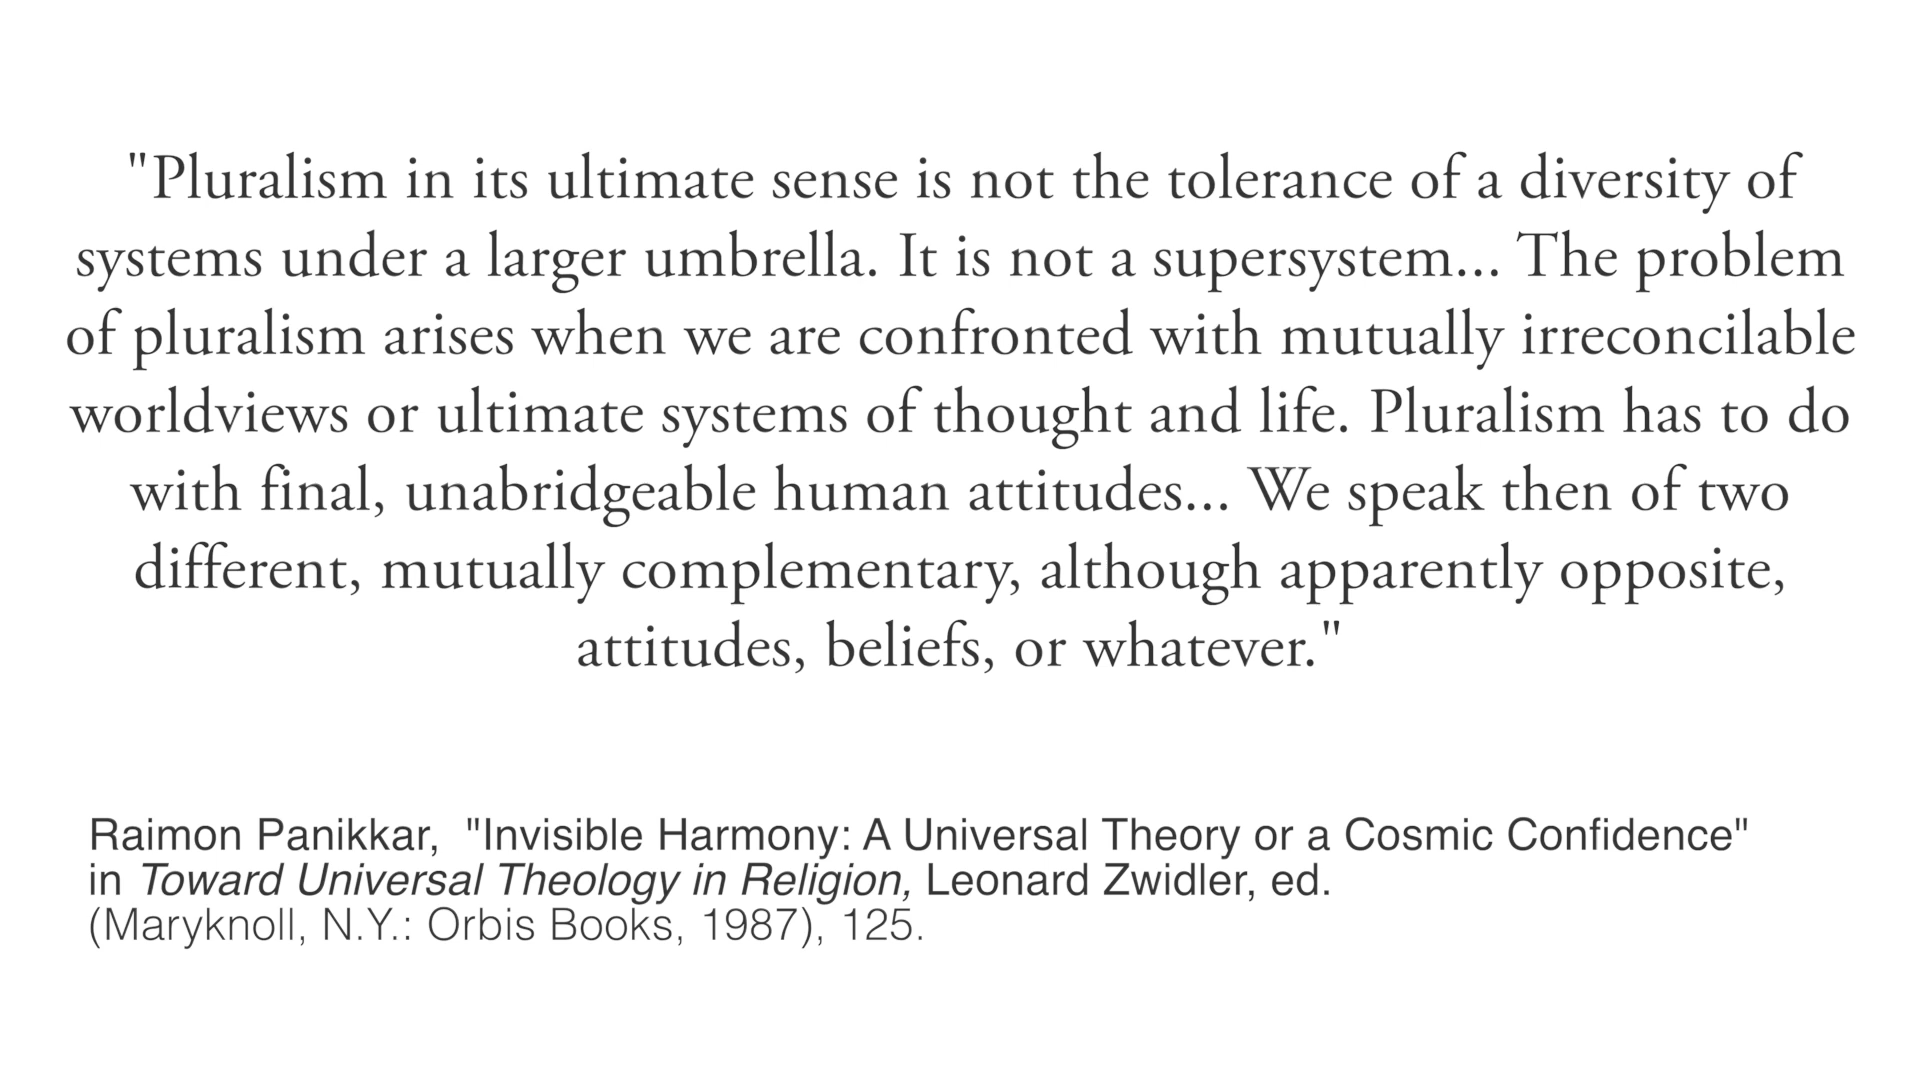 "Pluralism in its ultimate sense is not the tolerance of a diversity of
systems under a larger umbrella. It is not a supersystem... The problem
of pluralism arises when we are confronted with mutually irreconcilable
worldviews or ultimate systems of thought and life. Pluralism has to do
with final, unabridgeable human attitudes... We speak then of two
different, mutually complementary, although apparently opposite,
attitudes, beliefs, or whatever."
Raimon Panikkar,  "Invisible Harmony: A Universal Theory or a Cosmic Confidence"
in Toward Universal Theology in Religion, Leonard Zwidler, ed.
(Maryknoll, N.Y.: Orbis Books, 1987), 125.